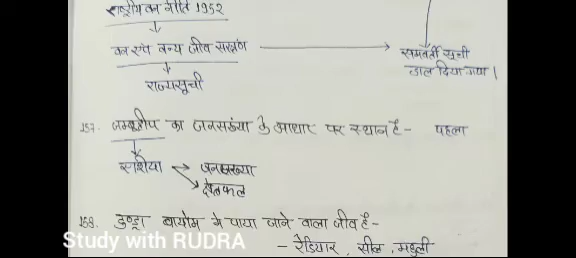 राष्ट्रीय वन नीति 1952
वन एवं वन्य जीव संरक्षण → समवर्ती सूची
डाल दिया गया।
राज्यसूची
157. जम्बूद्वीप का जनसंख्या के आधार पर स्थान है - पहला
एशिया → जनसंख्या
क्षेत्रफल
158. टुण्ड्रा बायोम में पाया जाने वाला जीव है -
- रेंडियर, सील, मछली
Study with RUDRA